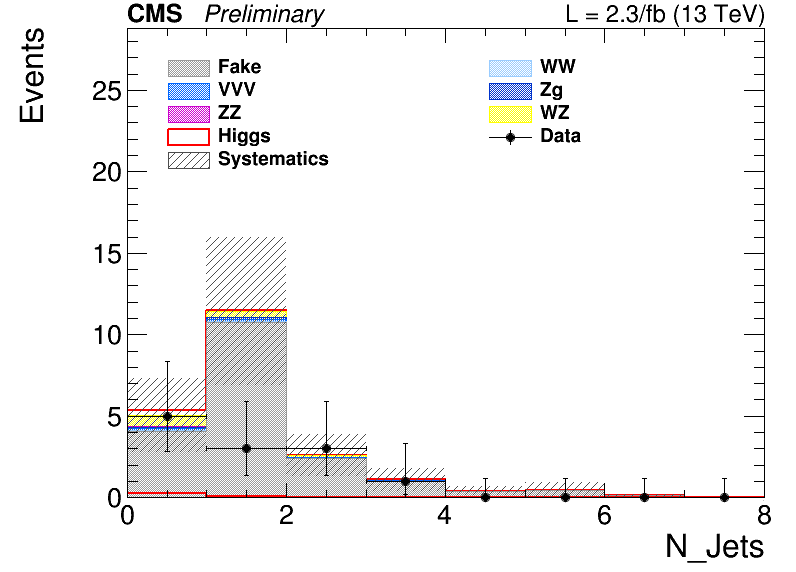 CMS Preliminary L = 2.3/fb (13 TeV)
Events
Fake
VVV
ZZ
Higgs
Systematics
WW
Zg
WZ
Data
25
20
15
10
5
0
0 2 4 6 8
N_Jets